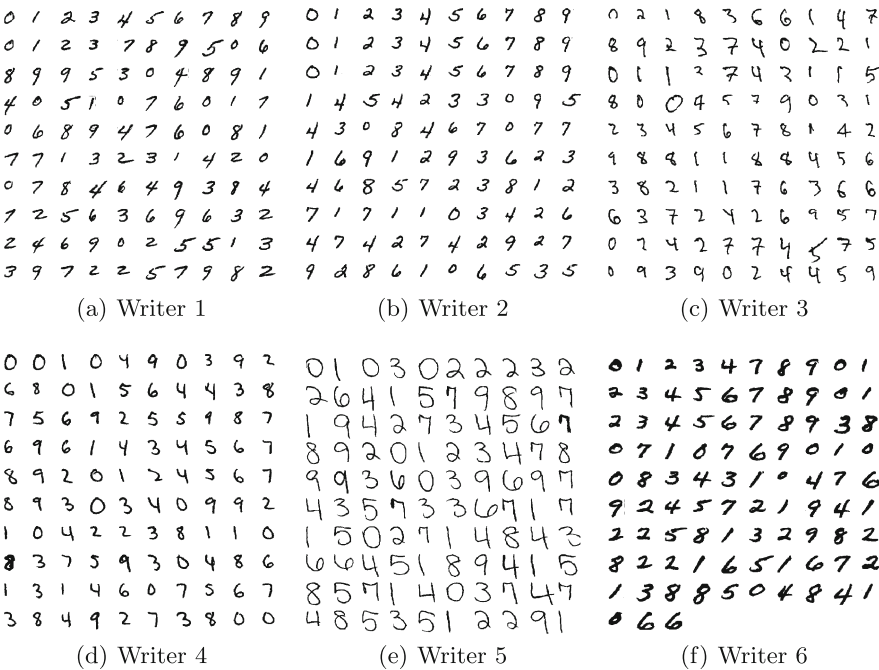 0 1 2 3 4 5 6 7 8 9
0 1 2 3 7 8 9 5 0 6
8 9 9 5 3 0 4 8 9 1
4 0 5 1 0 7 6 0 1 7
0 6 8 9 4 7 6 0 8 1
7 7 1 3 2 3 1 4 2 0
0 7 8 4 6 4 9 3 8 4
7 2 5 6 3 6 9 6 3 2
2 4 6 9 0 2 5 5 1 3
3 9 7 2 2 5 7 9 8 2
(a) Writer 1
0 1 2 3 4 5 6 7 8 9
0 1 2 3 4 5 6 7 8 9
0 1 2 3 4 5 6 7 8 9
1 4 5 4 2 3 3 0 9 5
4 3 0 8 4 6 7 0 7 7
1 6 9 1 2 9 3 6 2 3
4 6 8 5 7 2 3 8 1 2
7 1 7 1 1 0 3 4 2 6
4 7 4 2 7 4 2 9 2 7
9 2 8 6 1 0 6 5 3 5
(b) Writer 2
0 2 1 8 3 6 6 1 4 7
8 9 2 3 7 4 0 2 2 1
0 1 1 2 7 4 3 1 1 5
8 0 0 4 5 7 9 0 3 1
2 3 4 5 6 7 8 1 4 2
9 8 8 1 1 8 8 4 5 6
3 8 2 1 1 7 6 3 6 6
6 3 7 2 4 2 6 9 5 7
0 2 4 2 7 7 4 5 7 5
0 9 3 9 0 2 4 4 5 9
(c) Writer 3
0 0 1 0 4 9 0 3 9 2
6 8 0 1 5 6 4 4 3 8
7 5 6 9 2 5 5 9 8 7
6 9 6 1 4 3 4 5 6 7
8 9 2 0 1 2 4 5 6 7
8 9 3 0 3 4 0 9 9 2
1 0 4 2 2 3 8 1 1 0
8 3 7 5 9 3 0 4 8 6
1 3 1 4 6 0 7 5 6 7
3 8 4 9 2 7 3 8 0 0
(d) Writer 4
0 1 0 3 0 2 2 2 3 2
2 6 4 1 5 7 9 8 9 7
1 9 4 2 7 3 4 5 6 7
8 9 2 0 1 2 3 4 7 8
9 9 3 6 0 3 9 6 9 7
4 3 5 7 3 3 6 7 1 7
1 5 0 2 7 1 4 8 4 3
6 6 4 5 1 8 9 4 1 5
8 5 7 1 4 0 3 7 4 7
4 8 5 3 5 1 2 2 9 1
(e) Writer 5
0 1 2 3 4 7 8 9 0 1
2 3 4 5 6 7 8 9 0 1
2 3 4 5 6 7 8 9 3 8
0 7 1 0 7 6 9 0 1 0
0 8 3 4 3 1 0 4 7 6
9 2 4 5 7 2 1 9 4 1
2 2 5 8 1 3 2 9 8 2
8 2 2 1 6 5 1 6 7 2
1 3 8 8 5 0 4 8 4 1
0 6 6
(f) Writer 6